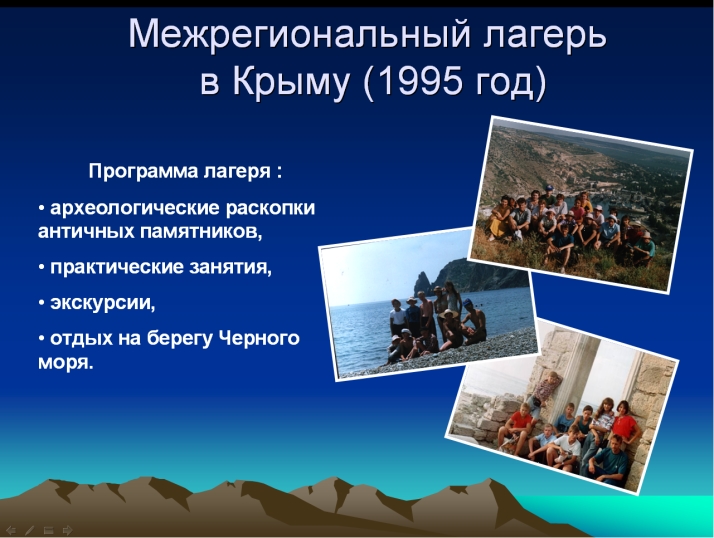 Межрегиональный лагерь
в Крыму (1995 год)
Программа лагеря :
• археологические раскопки
античных памятников,
• практические занятия,
• экскурсии,
• отдых на берегу Черного
моря.